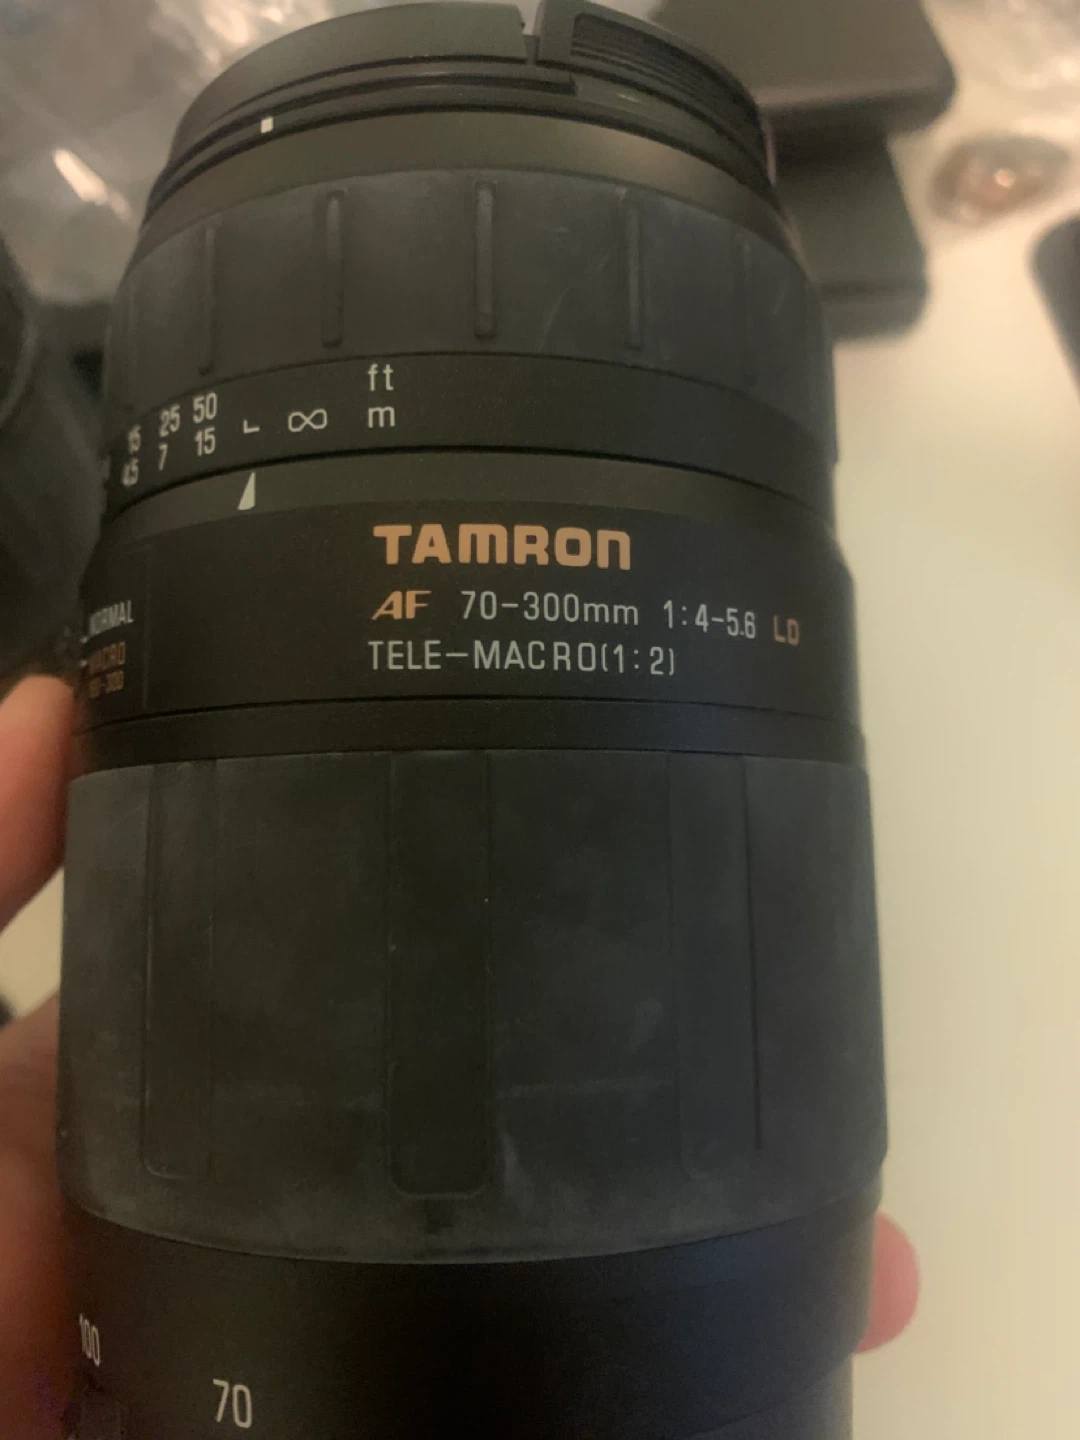 ft
15 25 50 ∞
m
4.5 7 15
TAMRON
AF 70-300mm 1:4-5.6 LD
TELE-MACRO(1:2)
NORMAL
MACRO
100
70